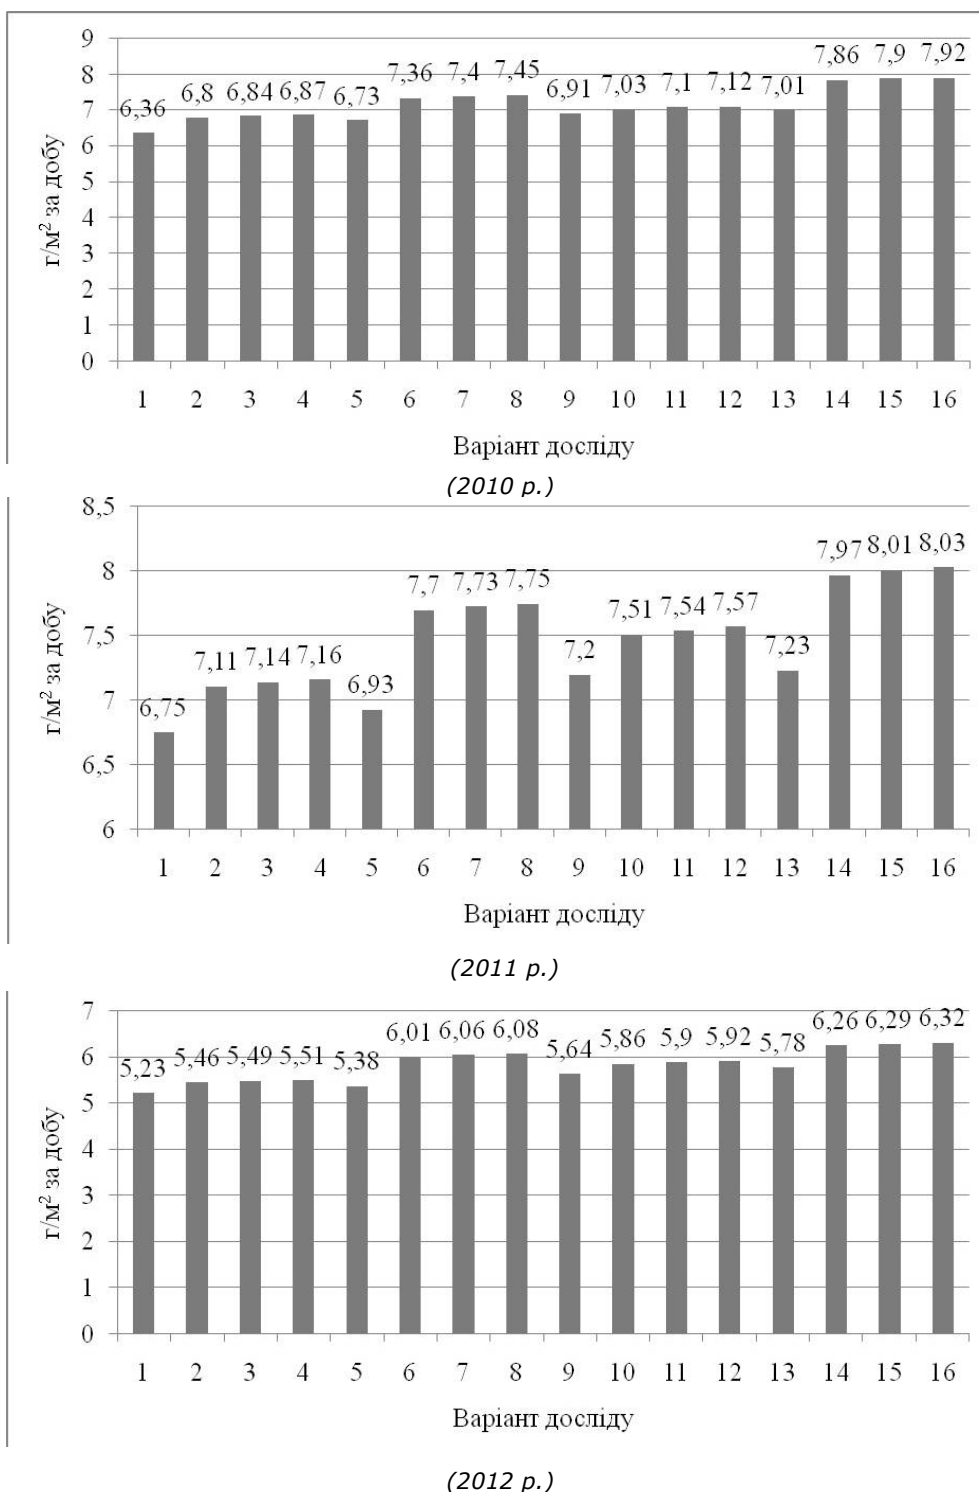 9
8
7
6
5
4
3
2
1
0
г/м² за добу
6,36 6,8 6,84 6,87 6,73 7,36 7,4 7,45 6,91 7,03 7,1 7,12 7,01 7,86 7,9 7,92
1 2 3 4 5 6 7 8 9 10 11 12 13 14 15 16
Варіант досліду
(2010 р.)
8,5
8
7,5
7
6,5
6
г/м² за добу
6,75 7,11 7,14 7,16 6,93 7,7 7,73 7,75 7,2 7,51 7,54 7,57 7,23 7,97 8,01 8,03
1 2 3 4 5 6 7 8 9 10 11 12 13 14 15 16
Варіант досліду
(2011 р.)
7
6
5
4
3
2
1
0
г/м² за добу
5,23 5,46 5,49 5,51 5,38 6,01 6,06 6,08 5,64 5,86 5,9 5,92 5,78 6,26 6,29 6,32
1 2 3 4 5 6 7 8 9 10 11 12 13 14 15 16
Варіант досліду
(2012 р.)